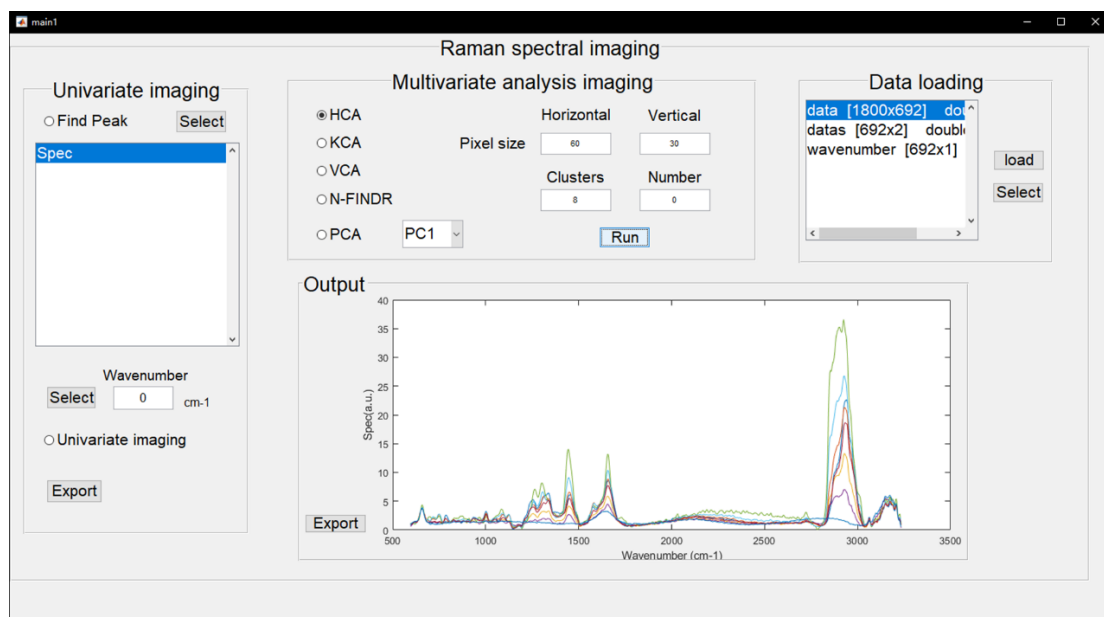 main1
Raman spectral imaging
Univariate imaging
Find Peak
Select
Spec
Wavenumber
Select
0
cm-1
Univariate imaging
Export
Multivariate analysis imaging
HCA
KCA
VCA
N-FINDR
PCA
PC1
Horizontal Vertical
Pixel size 60 30
Clusters Number
8 0
Run
Data loading
data [1800x692] dou
datas [692x2] double
wavenumber [692x1]
load
Select
Output
40
35
30
25
20
15
10
5
0
Spec(a.u.)
500 1000 1500 2000 2500 3000 3500
Wavenumber (cm-1)
Export